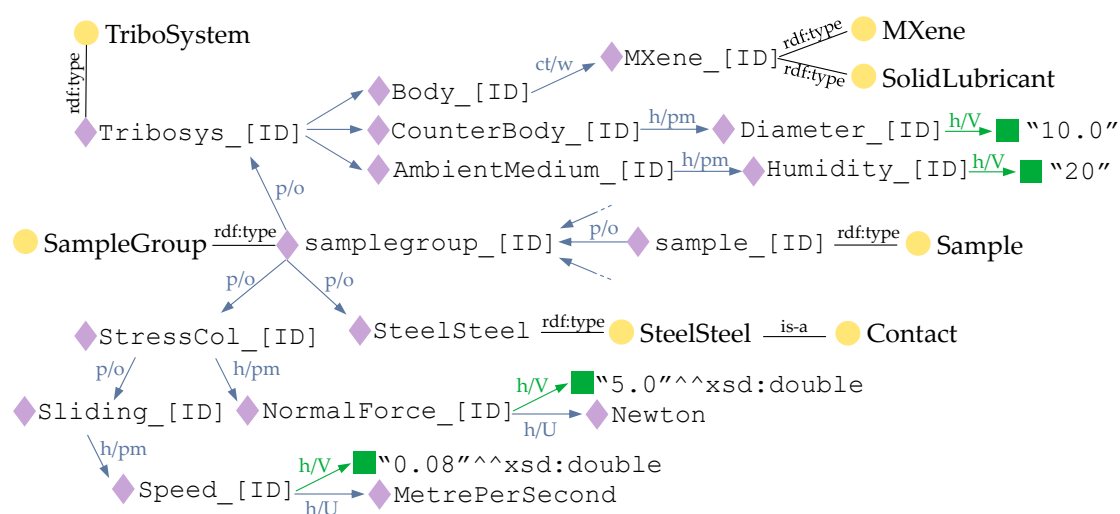 TriboSystem
rdf:type
MXene
rdf:type
MXene_[ID]
rdf:type
SolidLubricant
ct/w
Body_[ID]
Tribosys_[ID]
CounterBody_[ID]
h/pm
Diameter_[ID]
h/V
“10.0”
AmbientMedium_[ID]
h/pm
Humidity_[ID]
h/V
“20”
p/o
SampleGroup
rdf:type
samplegroup_[ID]
p/o
sample_[ID]
rdf:type
Sample
p/o
p/o
StressCol_[ID]
SteelSteel
rdf:type
SteelSteel
is-a
Contact
p/o
h/pm
Sliding_[ID]
NormalForce_[ID]
h/V
“5.0”^^xsd:double
h/U
Newton
h/pm
Speed_[ID]
h/V
“0.08”^^xsd:double
h/U
MetrePerSecond